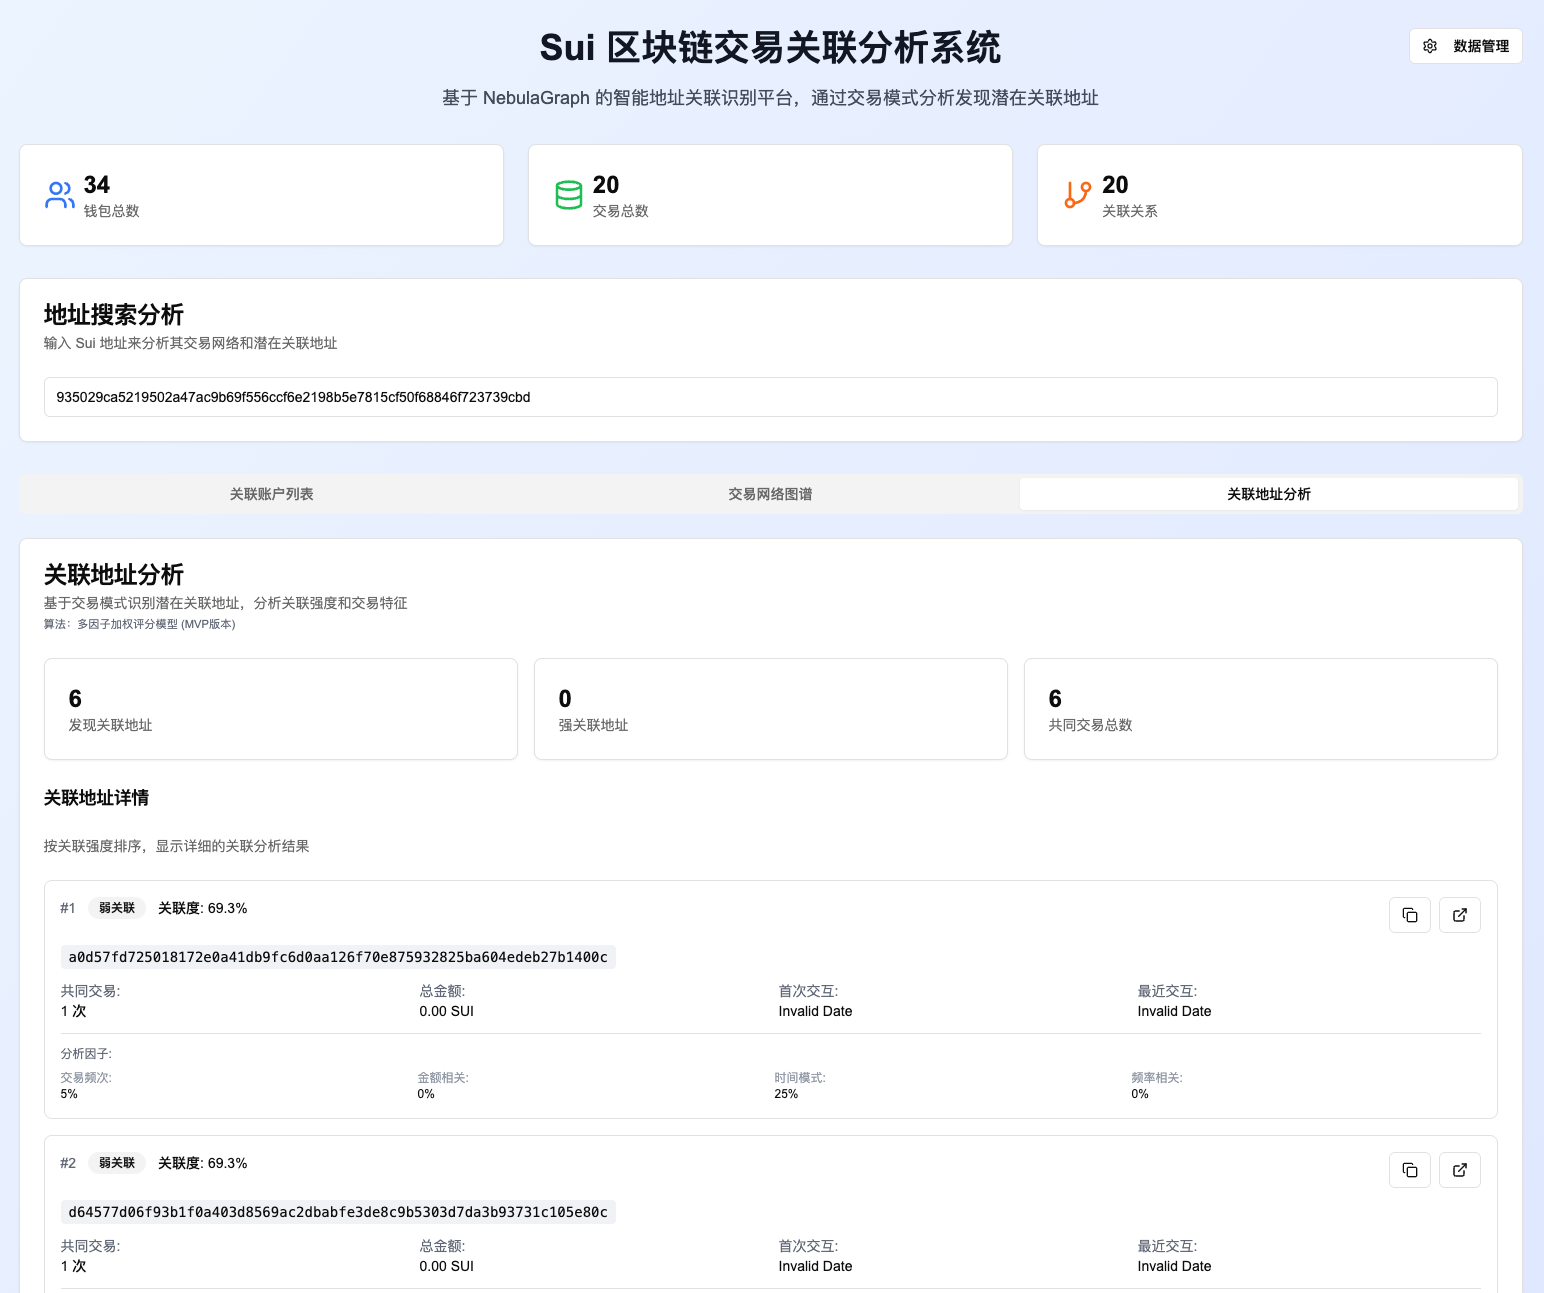 Sui 区块链交易关联分析系统
数据管理
基于 NebulaGraph 的智能地址关联识别平台，通过交易模式分析发现潜在关联地址
34
钱包总数
20
交易总数
20
关联关系
地址搜索分析
输入 Sui 地址来分析其交易网络和潜在关联地址
935029ca5219502a47ac9b69f556ccf6e2198b5e7815cf50f68846f723739cbd
关联账户列表
交易网络图谱
关联地址分析
关联地址分析
基于交易模式识别潜在关联地址，分析关联强度和交易特征
算法：多因子加权评分模型 (MVP版本)
6
发现关联地址
0
强关联地址
6
共同交易总数
关联地址详情
按关联强度排序，显示详细的关联分析结果
#1 弱关联 关联度: 69.3%
a0d57fd725018172e0a41db9fc6d0aa126f70e875932825ba604edeb27b1400c
共同交易: 总金额: 首次交互: 最近交互:
1 次 0.00 SUI Invalid Date Invalid Date
分析因子:
交易频次: 金额相关: 时间模式: 频率相关:
5% 0% 25% 0%
#2 弱关联 关联度: 69.3%
d64577d06f93b1f0a403d8569ac2dbabfe3de8c9b5303d7da3b93731c105e80c
共同交易: 总金额: 首次交互: 最近交互:
1 次 0.00 SUI Invalid Date Invalid Date